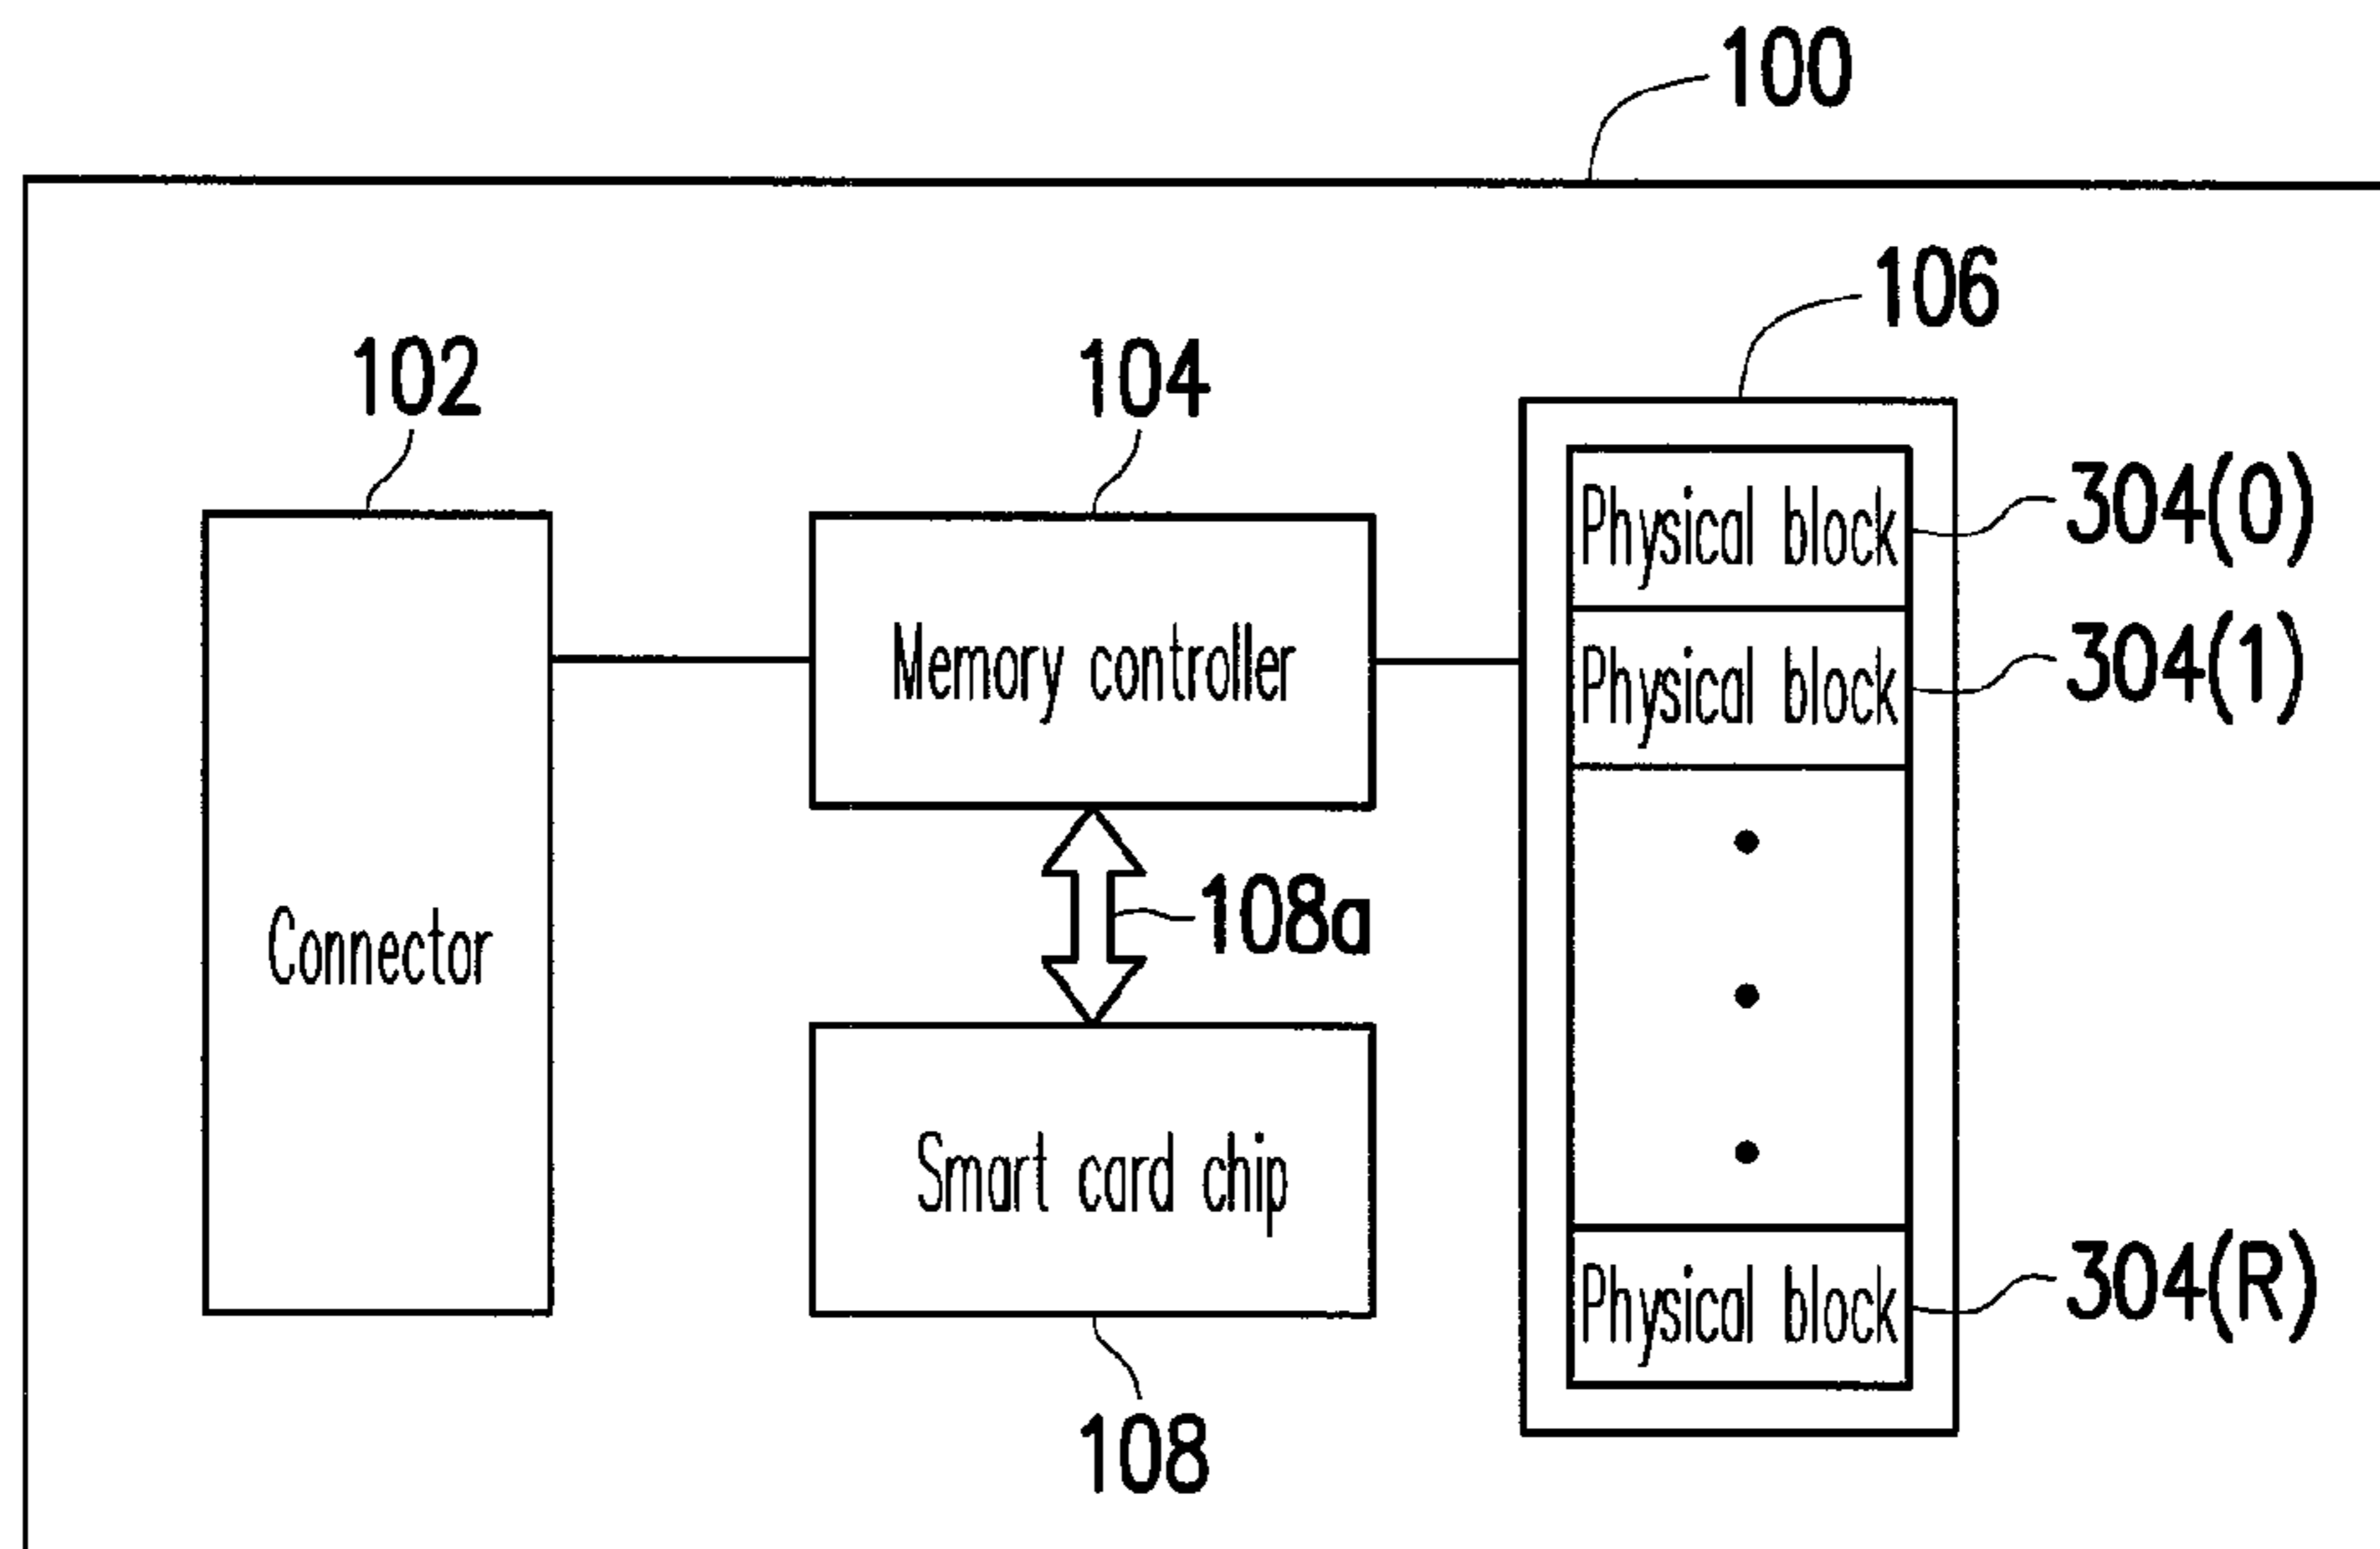 100
106
102
104
Physical block
304(0)
Memory controller
Physical block
304(1)
108a
Connector
Smart card chip
Physical block
304(R)
108